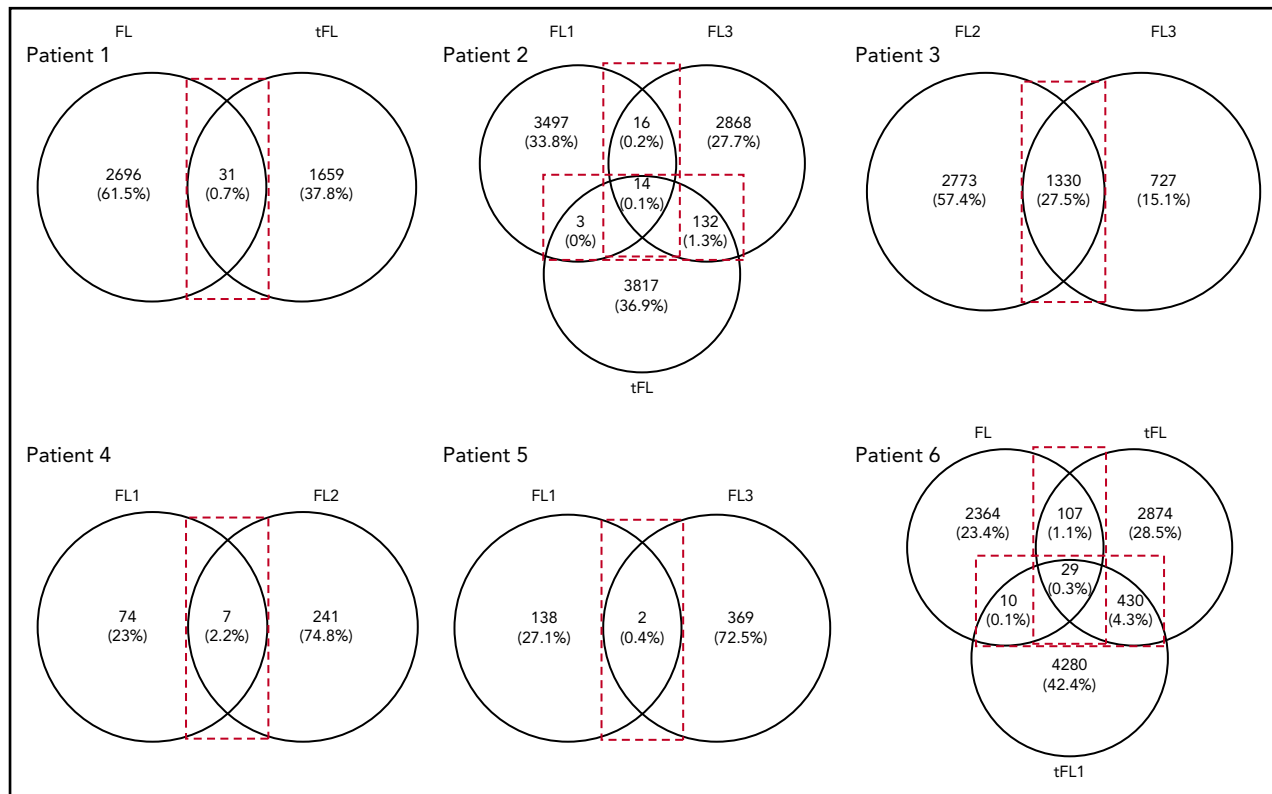 FL tFL
Patient 1
2696 31 1659
(61.5%) (0.7%) (37.8%)
FL1 FL3
Patient 2
3497 16 2868
(33.8%) (0.2%) (27.7%)
14
(0.1%)
3 132
(0%) (1.3%)
3817
(36.9%)
tFL
FL2 FL3
Patient 3
2773 1330 727
(57.4%) (27.5%) (15.1%)
Patient 4
FL1 FL2
74 7 241
(23%) (2.2%) (74.8%)
Patient 5
FL1 FL3
138 2 369
(27.1%) (0.4%) (72.5%)
FL tFL
Patient 6
2364 107 2874
(23.4%) (1.1%) (28.5%)
29
(0.3%)
10 430
(0.1%) (4.3%)
4280
(42.4%)
tFL1